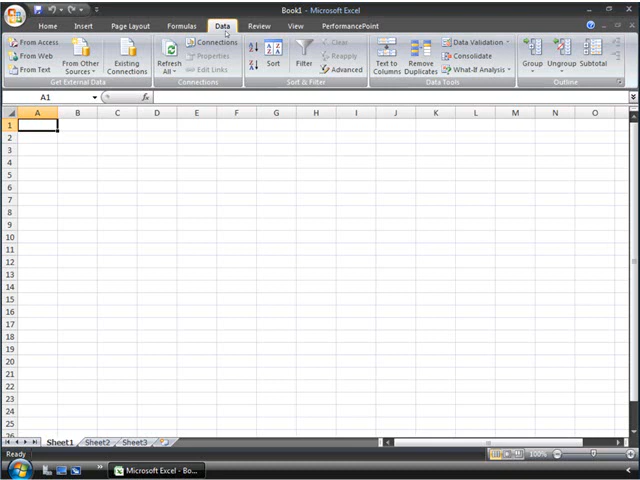 Book1 - Microsoft Excel
Home Insert Page Layout Formulas Data Review View PerformancePoint
From Access
From Web
From Text
From Other Sources
Existing Connections
Get External Data
Refresh All
Connections
Properties
Edit Links
Connections
Sort
Filter
Clear
Reapply
Advanced
Sort & Filter
Text to Columns
Remove Duplicates
Data Validation
Consolidate
What-If Analysis
Data Tools
Group
Ungroup
Subtotal
Outline
A1 fx
A B C D E F G H I J K L M N O
1
2
3
4
5
6
7
8
9
10
11
12
13
14
15
16
17
18
19
20
21
22
23
24
25
26
Sheet1 Sheet2 Sheet3
Ready 100%
Microsoft Excel - Bo...